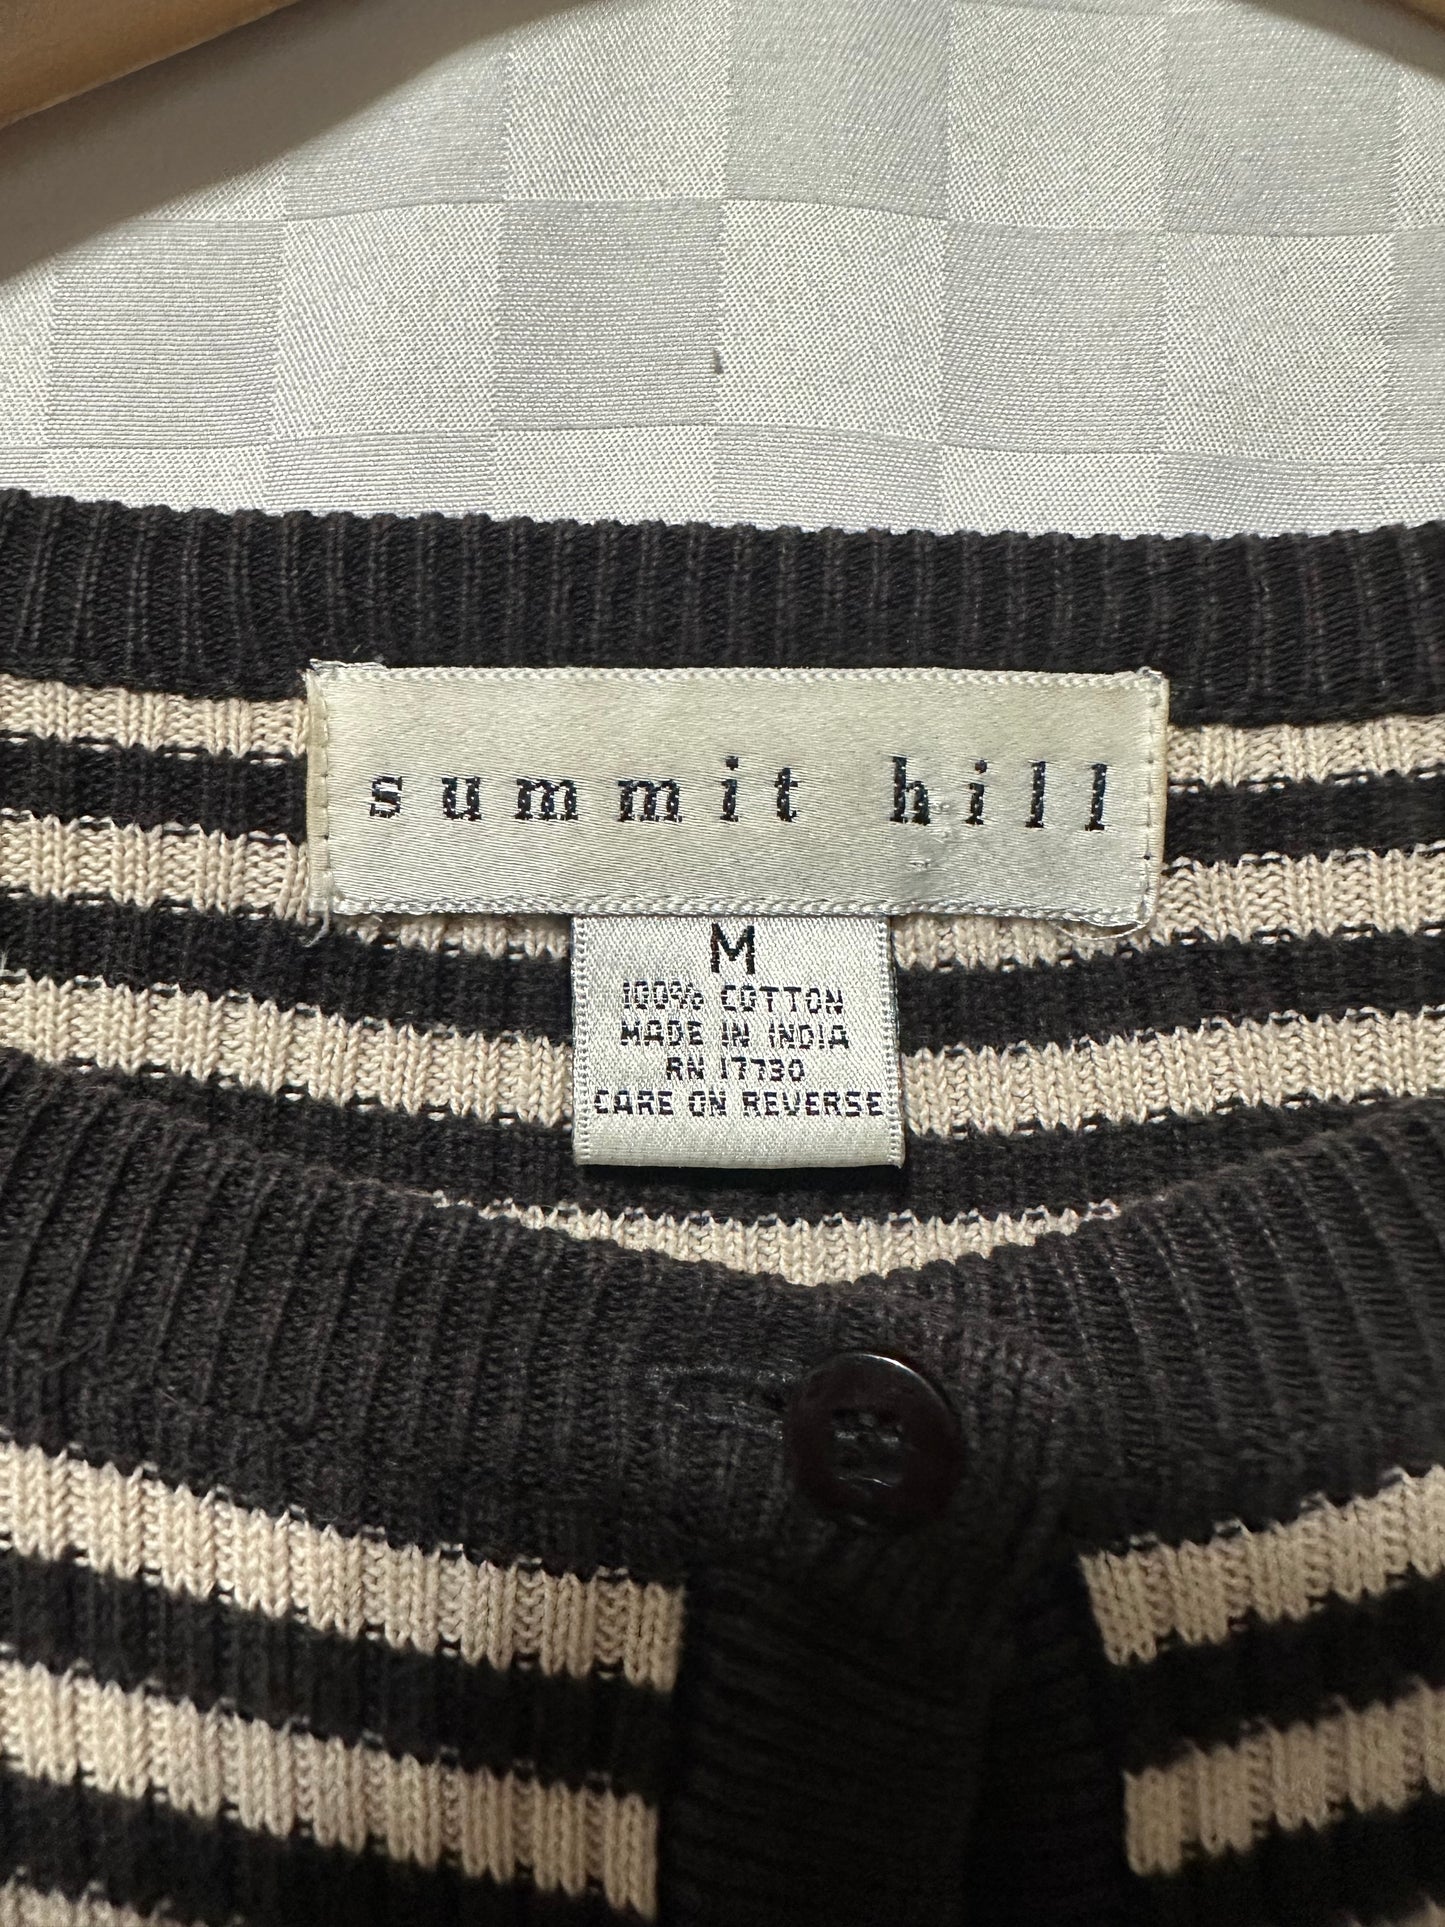 summit hill
M
100% COTTON
MADE IN INDIA
RN 17730
CARE ON REVERSE